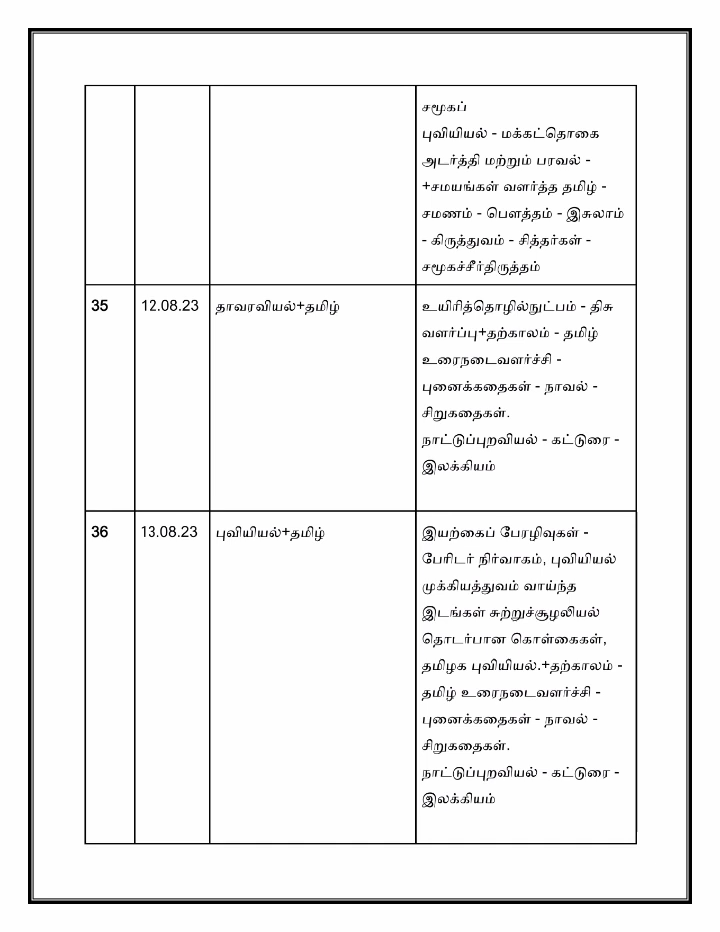 சமூகப்
புவியியல் - மக்கட்தொகை
அடர்த்தி மற்றும் பரவல் -
+சமயங்கள் வளர்த்த தமிழ் -
சமணம் - பௌத்தம் - இசுலாம்
- கிருத்துவம் - சித்தர்கள் -
சமூகச்சீர்திருத்தம்
35 12.08.23 தாவரவியல்+தமிழ் உயிரித்தொழில்நுட்பம் - திசு
வளர்ப்பு+தற்காலம் - தமிழ்
உரைநடைவளர்ச்சி -
புனைக்கதைகள் - நாவல் -
சிறுகதைகள்.
நாட்டுப்புறவியல் - கட்டுரை -
இலக்கியம்
36 13.08.23 புவியியல்+தமிழ் இயற்கைப் பேரழிவுகள் -
பேரிடர் நிர்வாகம், புவியியல்
முக்கியத்துவம் வாய்ந்த
இடங்கள் சுற்றுச்சூழலியல்
தொடர்பான கொள்கைகள்,
தமிழக புவியியல்.+தற்காலம் -
தமிழ் உரைநடைவளர்ச்சி -
புனைக்கதைகள் - நாவல் -
சிறுகதைகள்.
நாட்டுப்புறவியல் - கட்டுரை -
இலக்கியம்